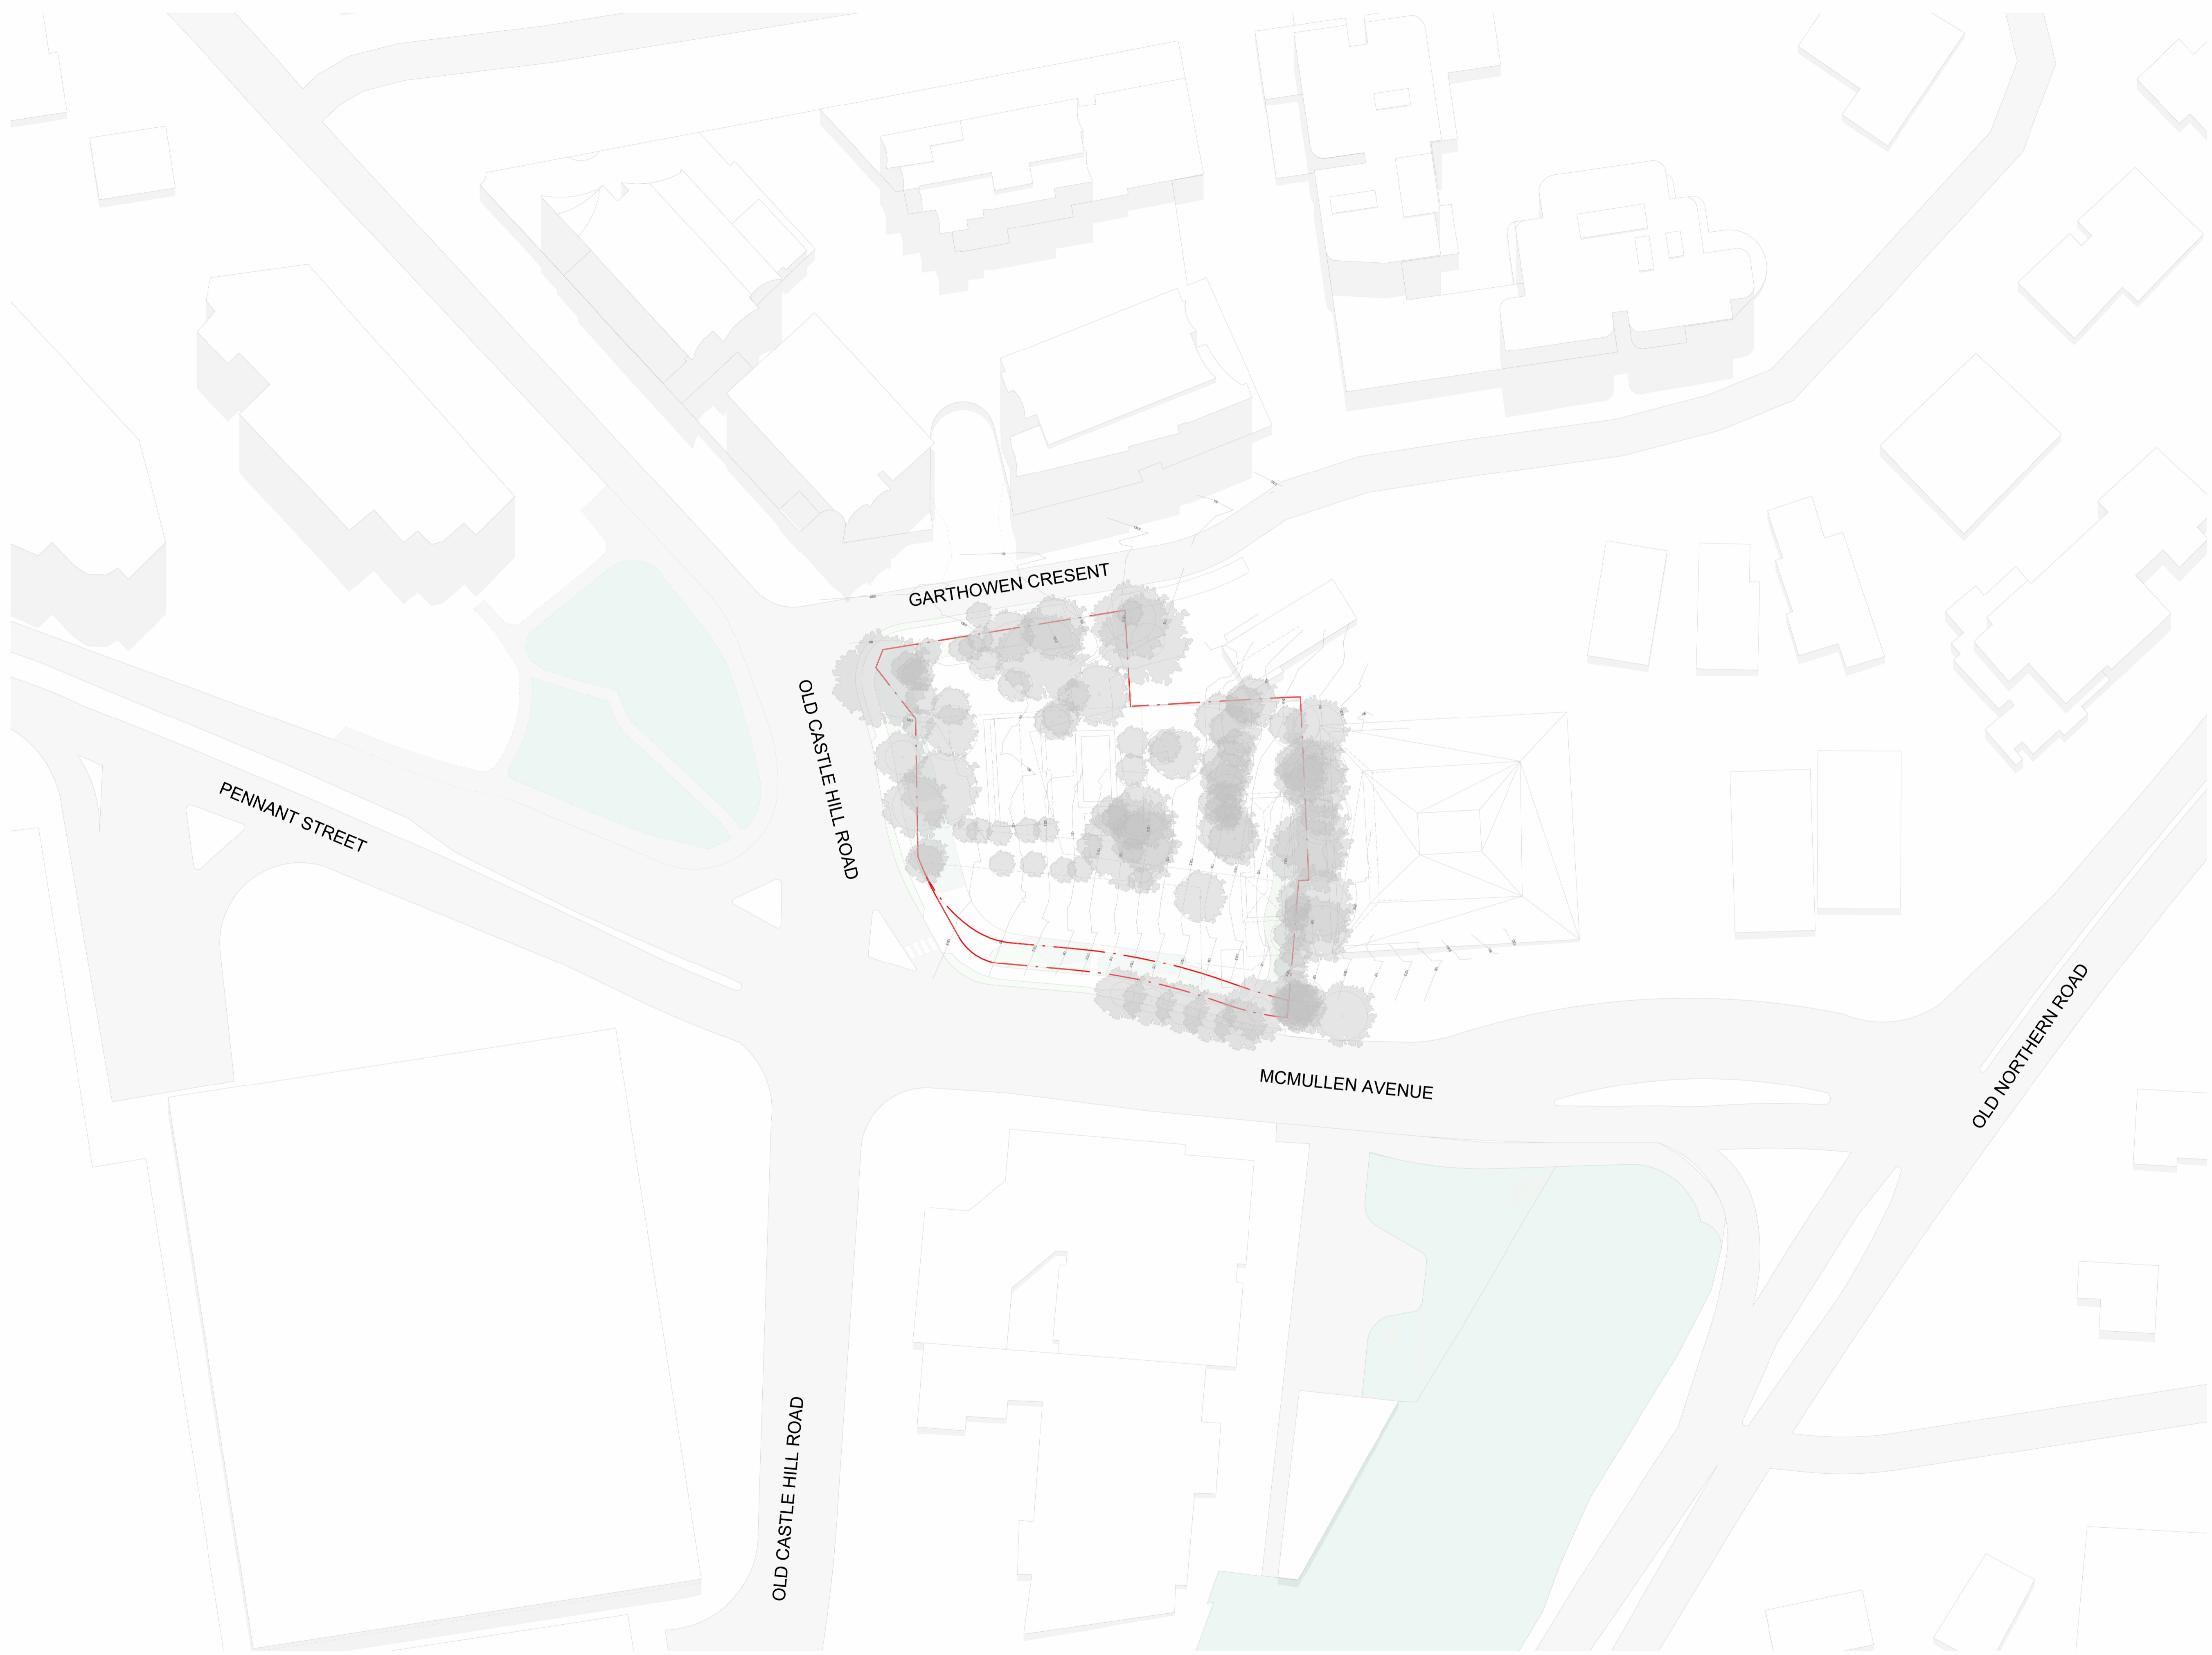 GARTHOWEN CRESENT
OLD CASTLE HILL ROAD
PENNANT STREET
MCMULLEN AVENUE
OLD NORTHERN ROAD
OLD CASTLE HILL ROAD